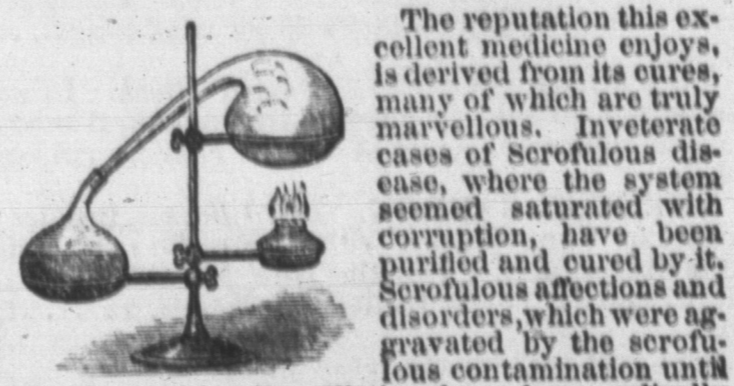 The reputation this ex-
cellent medicine enjoys,
is derived from its cures,
many of which are truly
marvellous. Inveterate
cases of Scrofulous dis-
ease, where the system
seemed saturated with
corruption, have been
purified and cured by it.
Scrofulous affections and
disorders, which were ag-
gravated by the scrofu-
lous contamination until